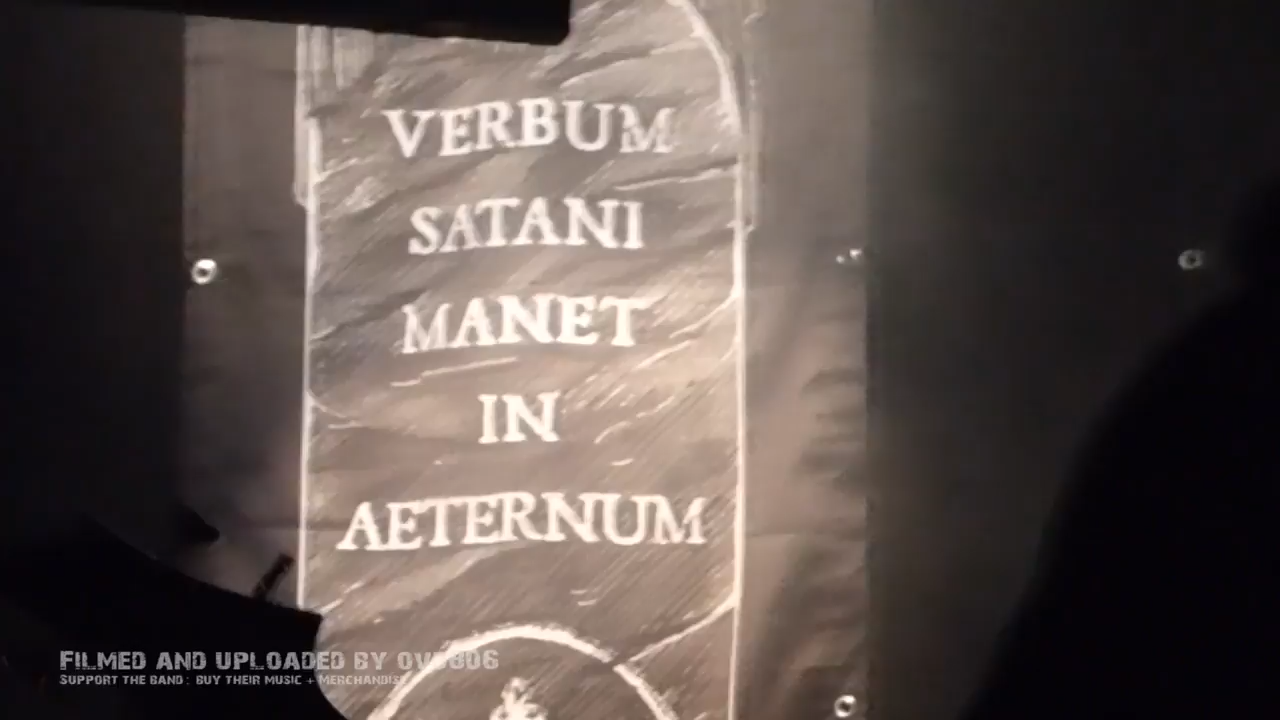 VERBUM
SATANI
MANET
IN
AETERNUM
FILMED AND UPLOADED BY
SUPPORT THE BAND : BUY THEIR MUSIC + MERCHANDISE